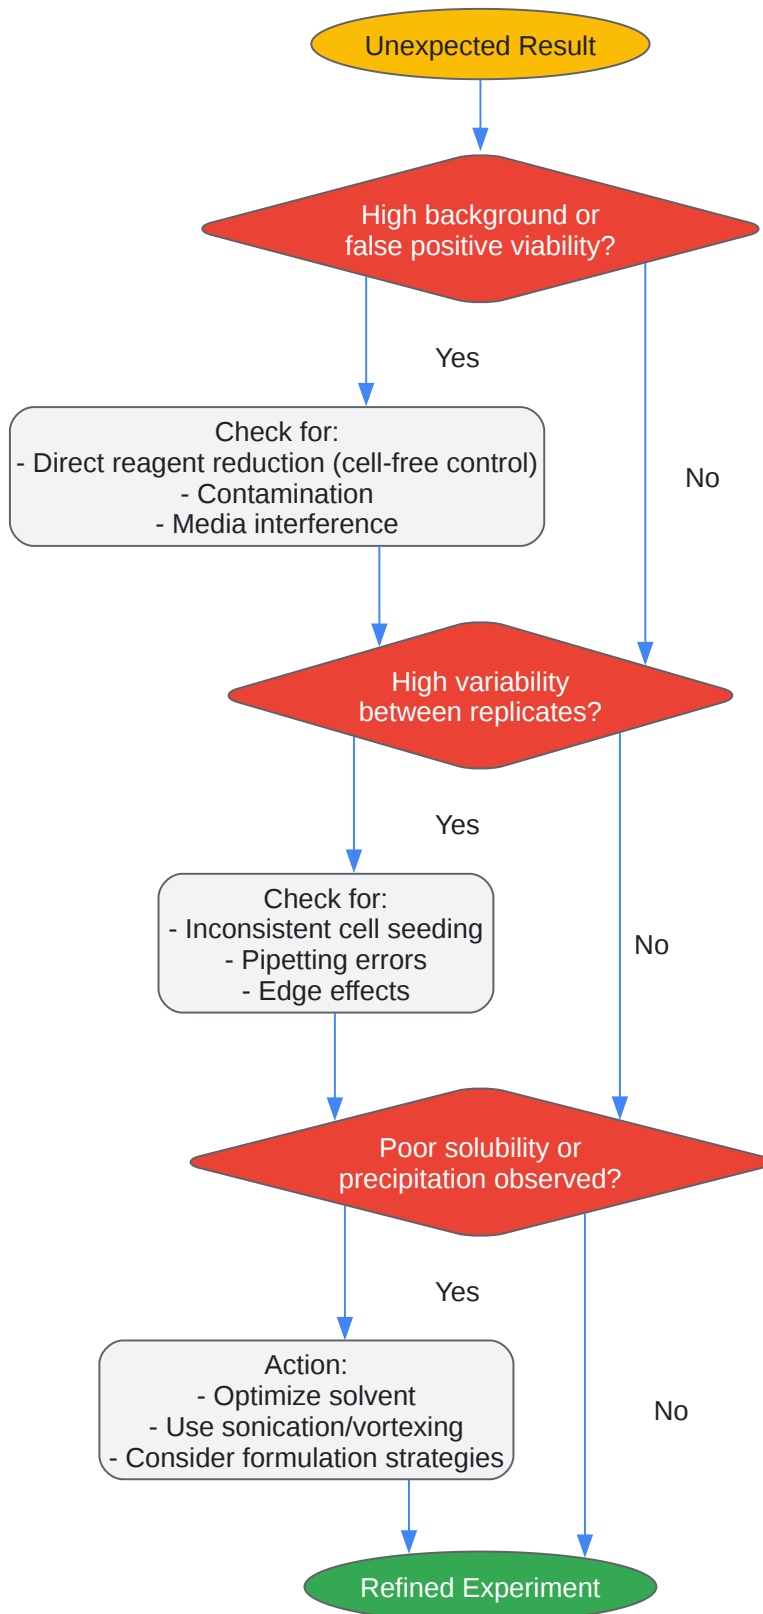 Unexpected Result
High background or
false positive viability?
Yes
Check for:
- Direct reagent reduction (cell-free control)
- Contamination
- Media interference
No
High variability
between replicates?
Yes
Check for:
- Inconsistent cell seeding
- Pipetting errors
- Edge effects
No
Poor solubility or
precipitation observed?
Yes
Action:
- Optimize solvent
- Use sonication/vortexing
- Consider formulation strategies
No
Refined Experiment